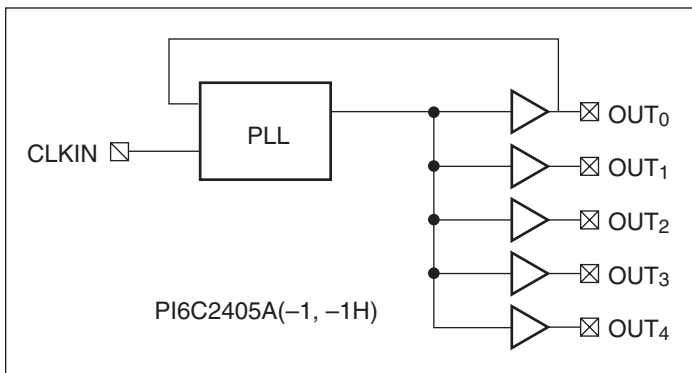 PLL
CLKIN
OUT0
OUT1
OUT2
OUT3
OUT4
PI6C2405A(–1, –1H)